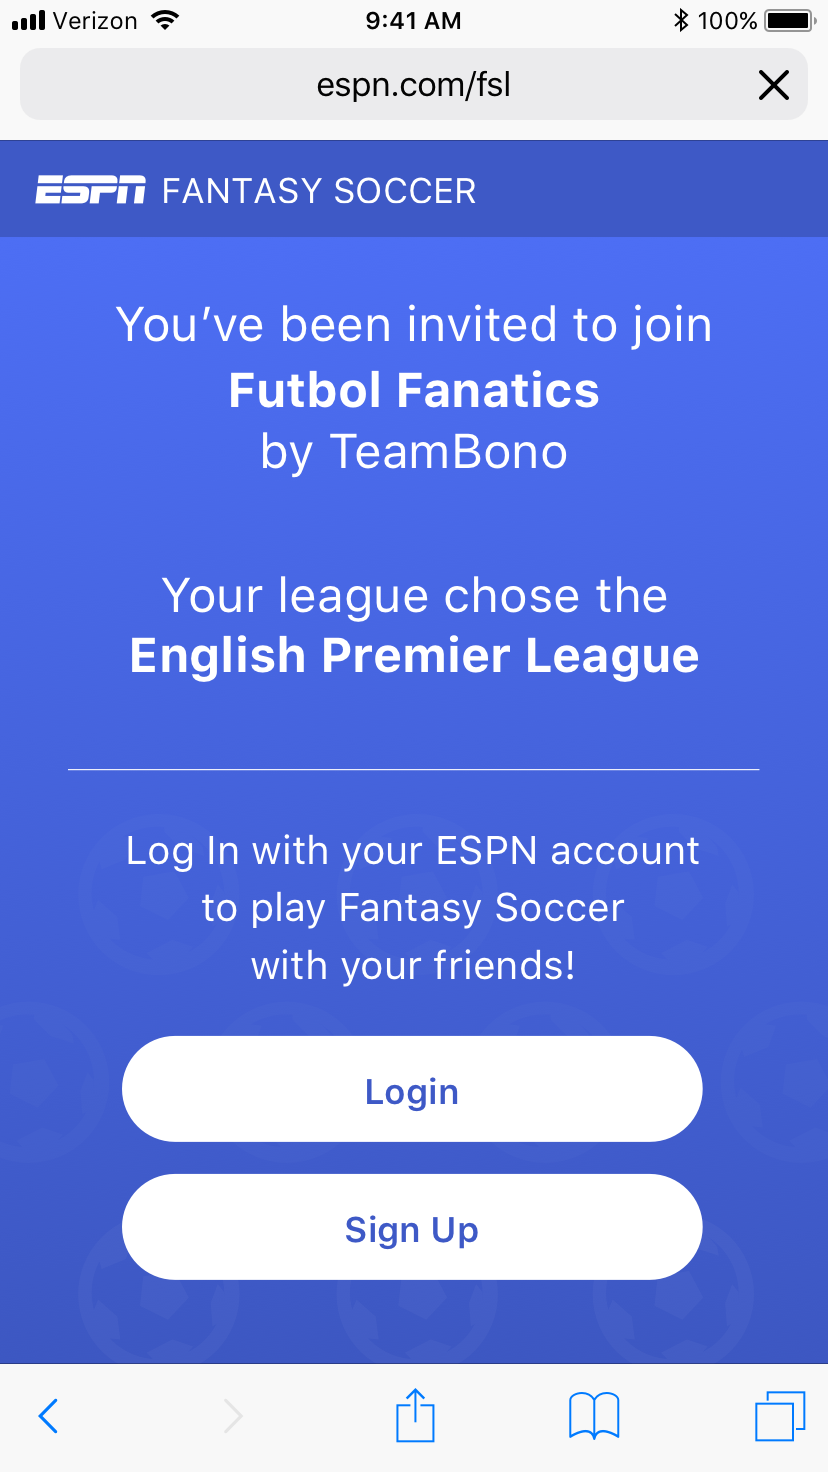 Verizon 9:41 AM 100%
espn.com/fsl
ESPN FANTASY SOCCER
You’ve been invited to join
Futbol Fanatics
by TeamBono
Your league chose the
English Premier League
Log In with your ESPN account
to play Fantasy Soccer
with your friends!
Login
Sign Up